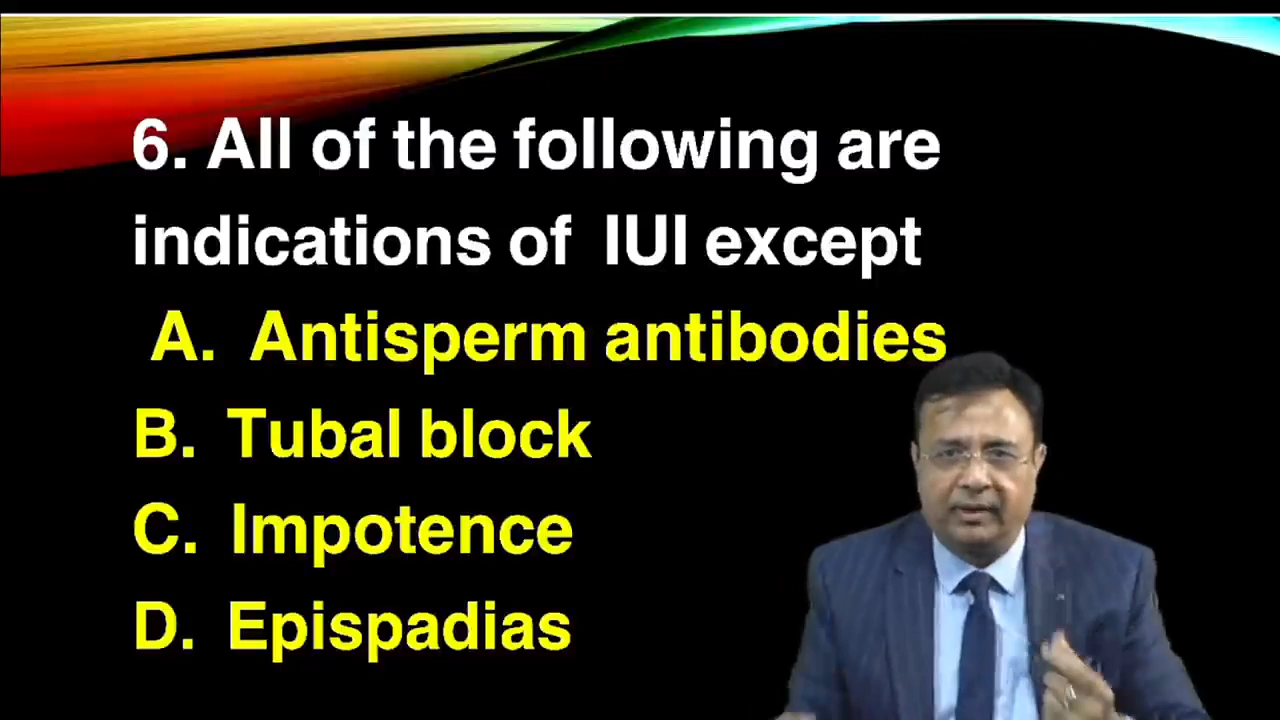 6. All of the following are
indications of IUI except
A. Antisperm antibodies
B. Tubal block
C. Impotence
D. Epispadias